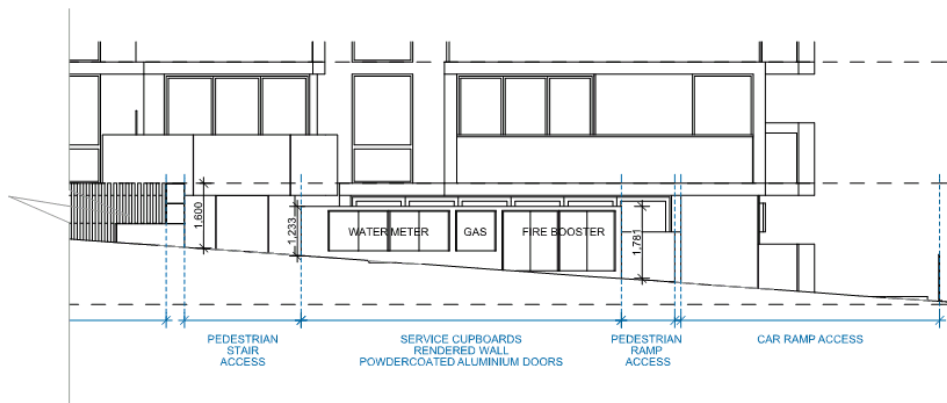 1,600
1,233
WATER METER
GAS
FIRE BOOSTER
1,781
PEDESTRIAN
STAIR
ACCESS
SERVICE CUPBOARDS
RENDERED WALL
POWDERCOATED ALUMINIUM DOORS
PEDESTRIAN
RAMP
ACCESS
CAR RAMP ACCESS